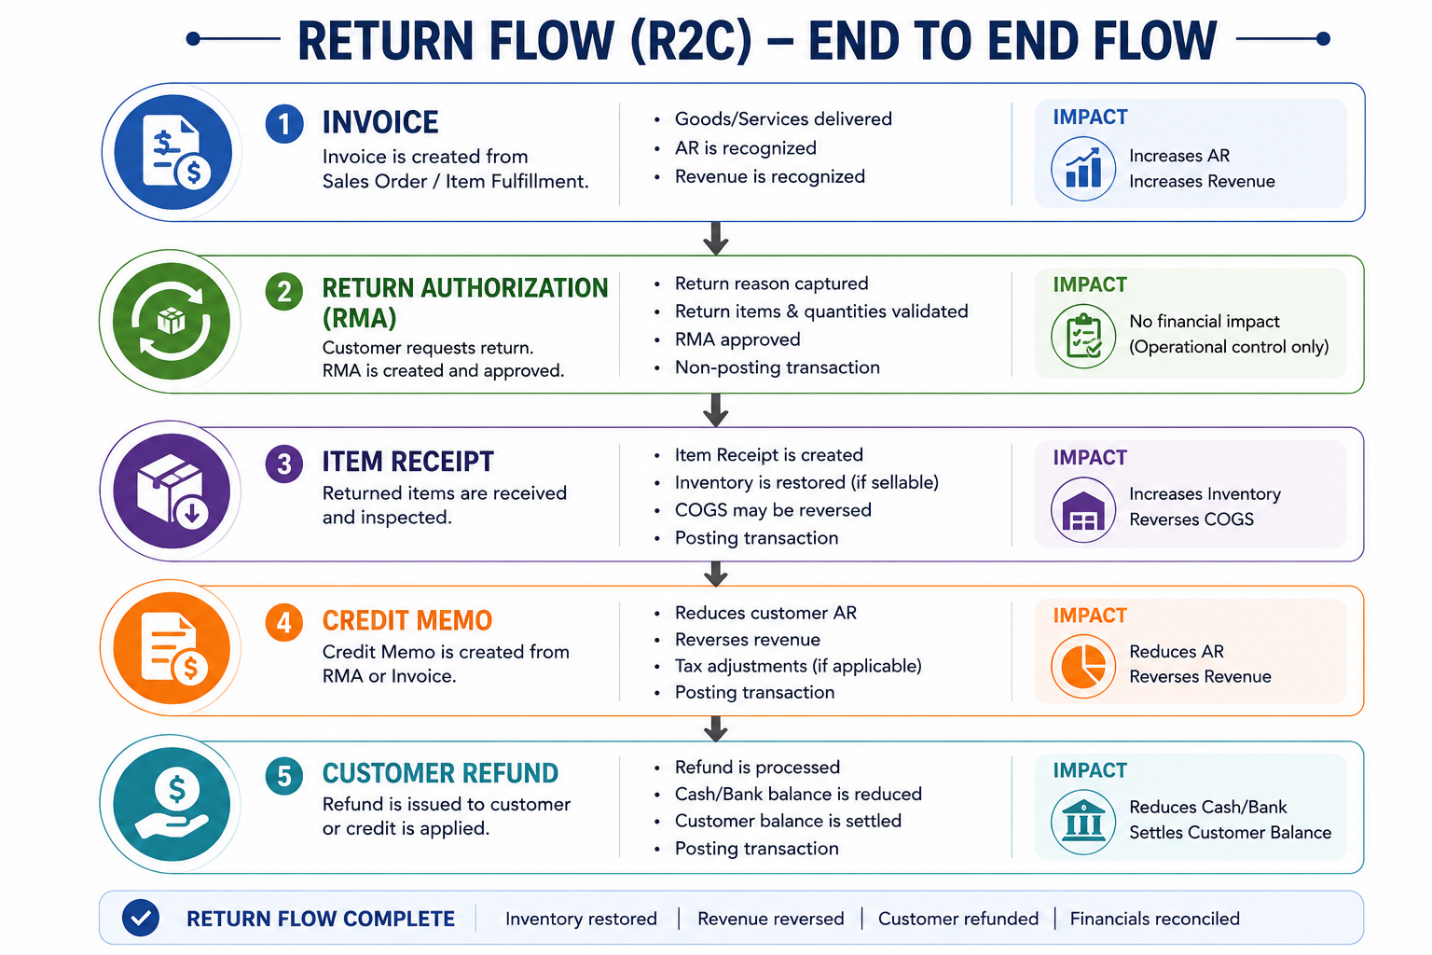 RETURN FLOW (R2C) – END TO END FLOW
1 INVOICE
Invoice is created from
Sales Order / Item Fulfillment.
• Goods/Services delivered
• AR is recognized
• Revenue is recognized
IMPACT
Increases AR
Increases Revenue
2 RETURN AUTHORIZATION
(RMA)
Customer requests return.
RMA is created and approved.
• Return reason captured
• Return items & quantities validated
• RMA approved
• Non-posting transaction
IMPACT
No financial impact
(Operational control only)
3 ITEM RECEIPT
Returned items are received
and inspected.
• Item Receipt is created
• Inventory is restored (if sellable)
• COGS may be reversed
• Posting transaction
IMPACT
Increases Inventory
Reverses COGS
4 CREDIT MEMO
Credit Memo is created from
RMA or Invoice.
• Reduces customer AR
• Reverses revenue
• Tax adjustments (if applicable)
• Posting transaction
IMPACT
Reduces AR
Reverses Revenue
5 CUSTOMER REFUND
Refund is issued to customer
or credit is applied.
• Refund is processed
• Cash/Bank balance is reduced
• Customer balance is settled
• Posting transaction
IMPACT
Reduces Cash/Bank
Settles Customer Balance
RETURN FLOW COMPLETE | Inventory restored | Revenue reversed | Customer refunded | Financials reconciled